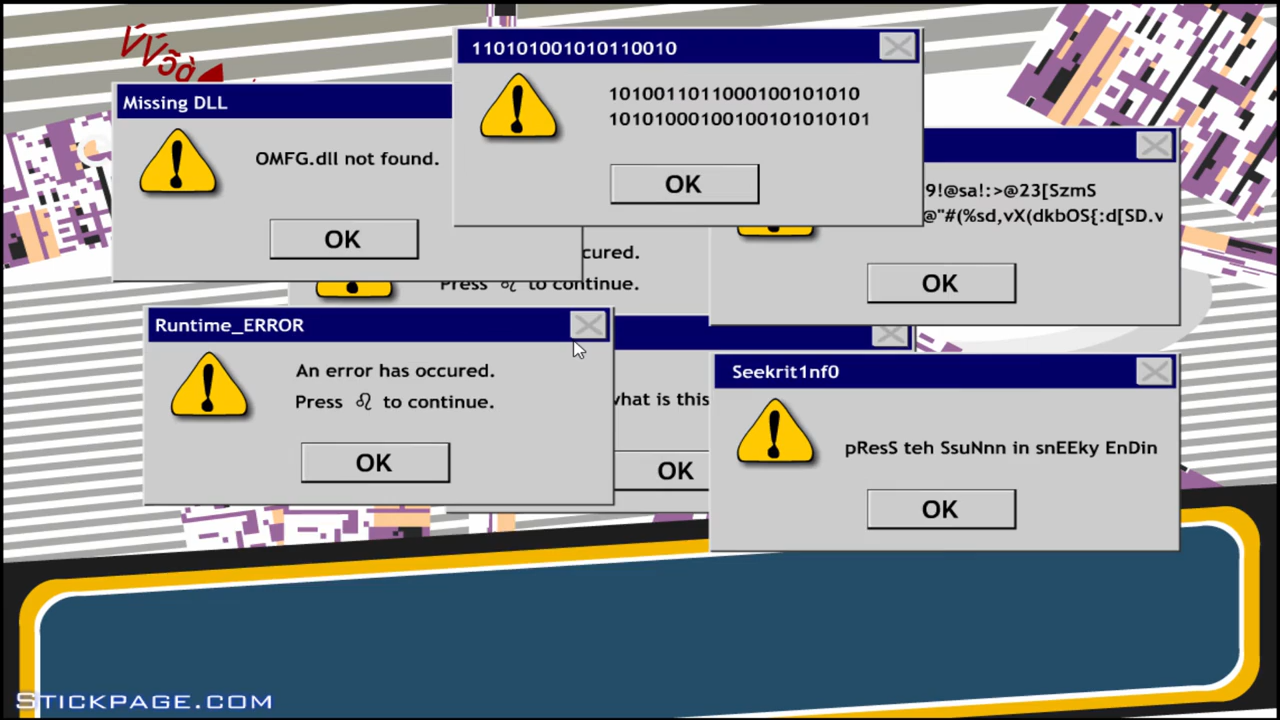 110101001010110010
1010011011000100101010
1010100010010010101010​1
OK
Missing DLL
OMFG.dll not found.
OK
9!@sa!:>@23[SzmS
@"#(%sd,vX(dkbOS{:d[SD.v
OK
cured.
Press ♌ to continue.
Runtime_ERROR
An error has occured.
Press ♌ to continue.
OK
what is this
OK
Seekrit1nf0
pResS teh SsuNnn in snEEky EnDin
OK
STICKPAGE.COM